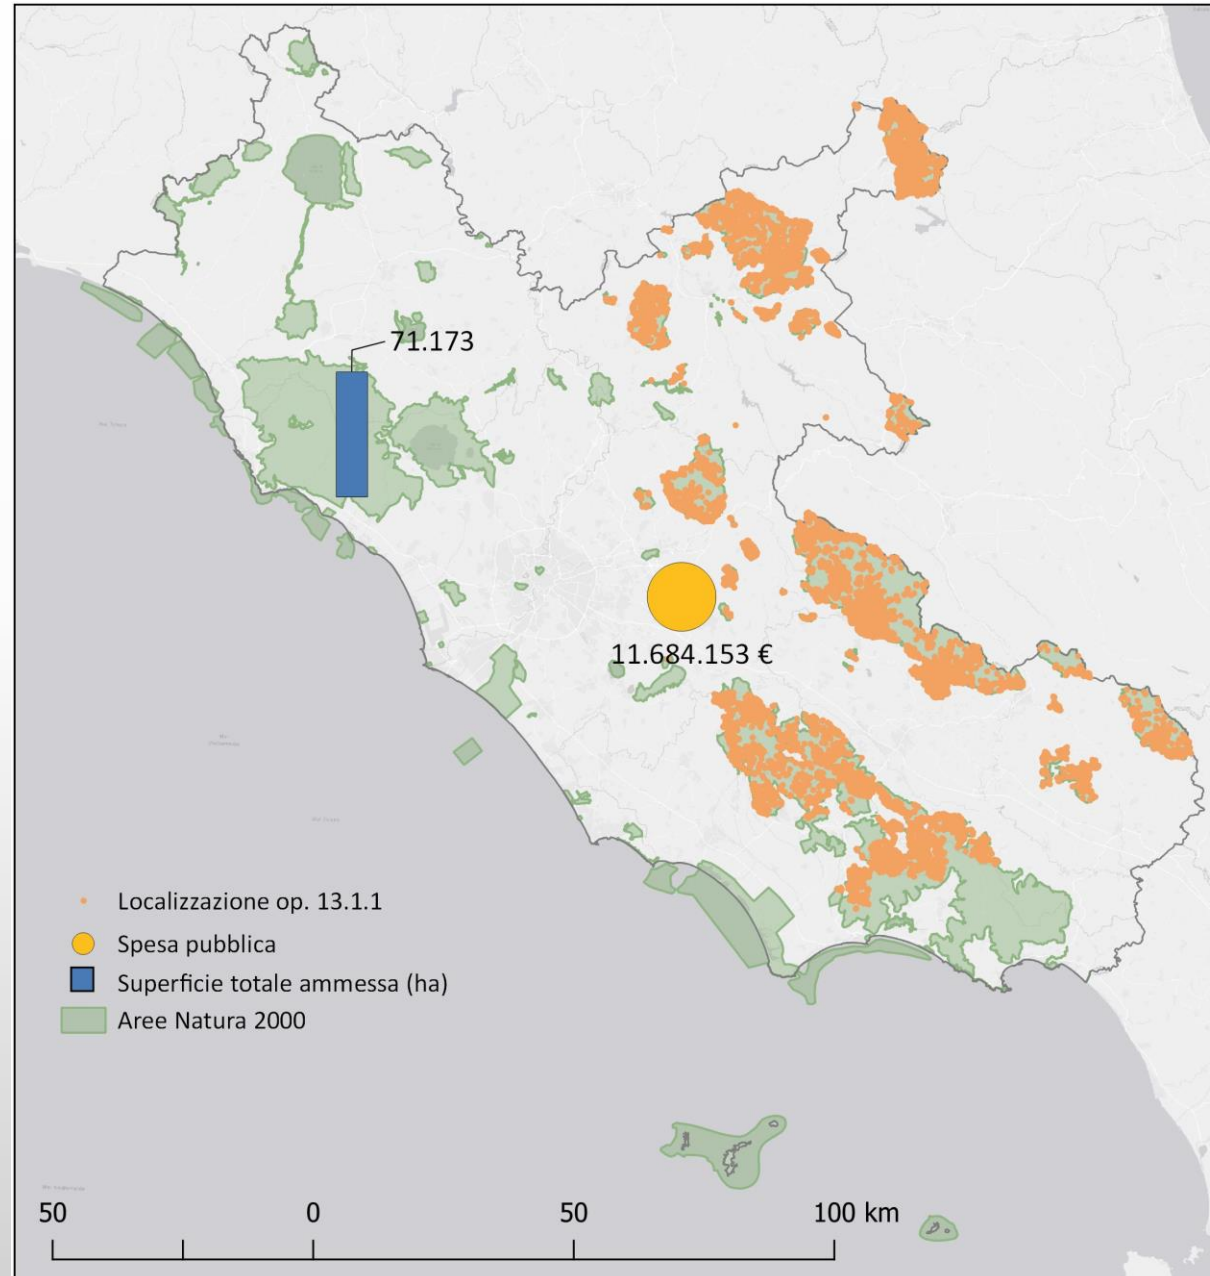 71.173
11.684.153 €
Localizzazione op. 13.1.1
Spesa pubblica
Superficie totale ammessa (ha)
Aree Natura 2000
50 0 50 100 km